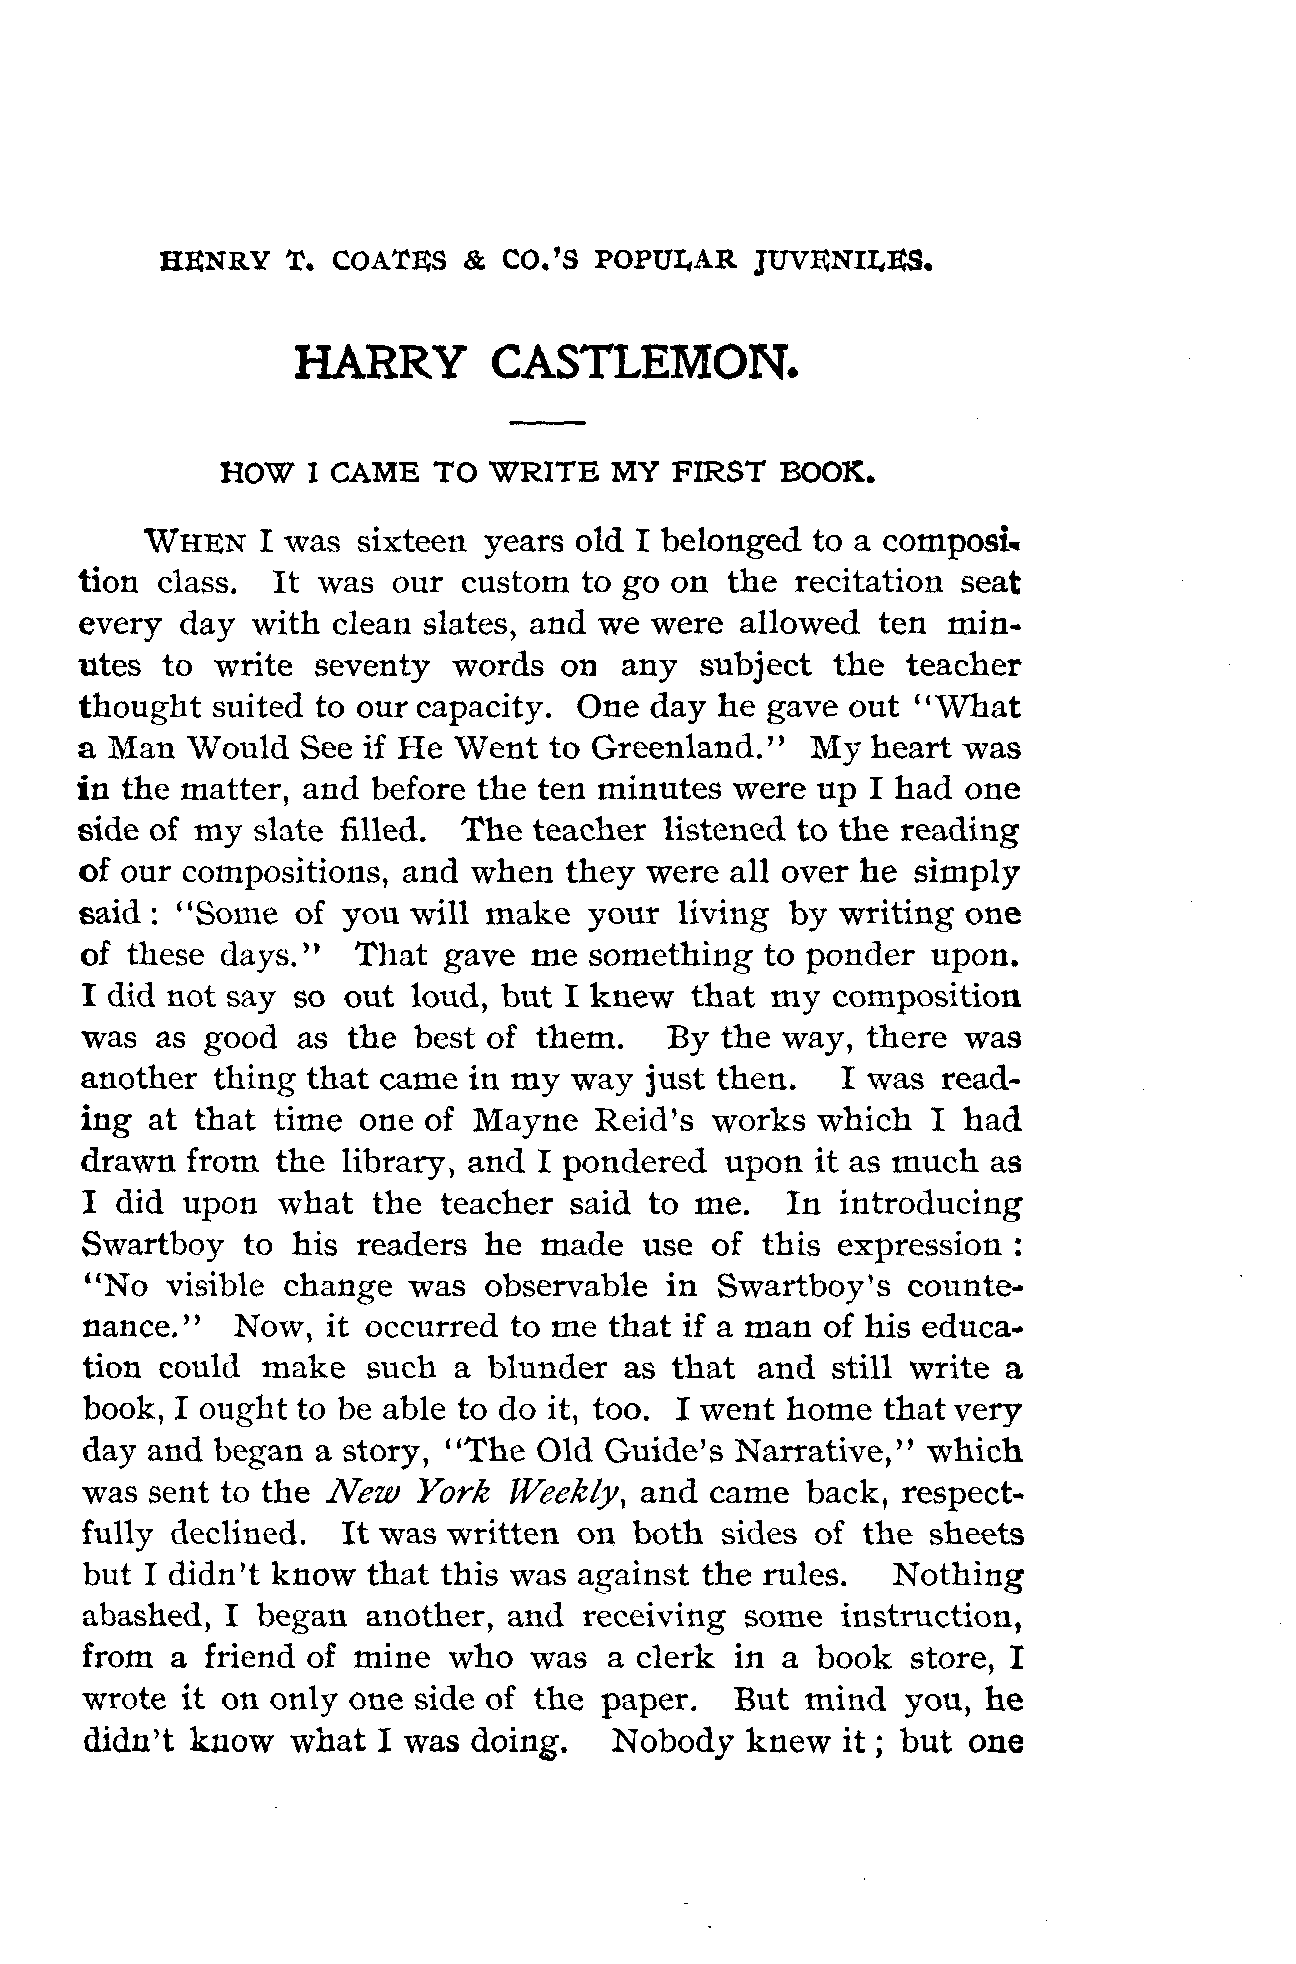 HENRY T. COATES & CO.'S POPULAR JUVENILES.
HARRY CASTLEMON.
HOW I CAME TO WRITE MY FIRST BOOK.
WHEN I was sixteen years old I belonged to a composi-
tion class. It was our custom to go on the recitation seat
every day with clean slates, and we were allowed ten min-
utes to write seventy words on any subject the teacher
thought suited to our capacity. One day he gave out "What
a Man Would See if He Went to Greenland." My heart was
in the matter, and before the ten minutes were up I had one
side of my slate filled. The teacher listened to the reading
of our compositions, and when they were all over he simply
said : "Some of you will make your living by writing one
of these days." That gave me something to ponder upon.
I did not say so out loud, but I knew that my composition
was as good as the best of them. By the way, there was
another thing that came in my way just then. I was read-
ing at that time one of Mayne Reid's works which I had
drawn from the library, and I pondered upon it as much as
I did upon what the teacher said to me. In introducing
Swartboy to his readers he made use of this expression :
"No visible change was observable in Swartboy's counte-
nance." Now, it occurred to me that if a man of his educa-
tion could make such a blunder as that and still write a
book, I ought to be able to do it, too. I went home that very
day and began a story, "The Old Guide's Narrative," which
was sent to the New York Weekly, and came back, respect-
fully declined. It was written on both sides of the sheets
but I didn't know that this was against the rules. Nothing
abashed, I began another, and receiving some instruction,
from a friend of mine who was a clerk in a book store, I
wrote it on only one side of the paper. But mind you, he
didn't know what I was doing. Nobody knew it ; but one